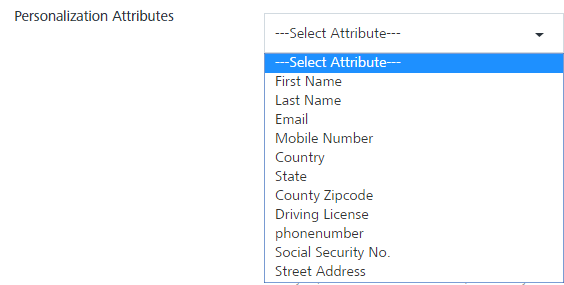 Personalization Attributes
---Select Attribute---
---Select Attribute---
First Name
Last Name
Email
Mobile Number
Country
State
County Zipcode
Driving License
phonenumber
Social Security No.
Street Address